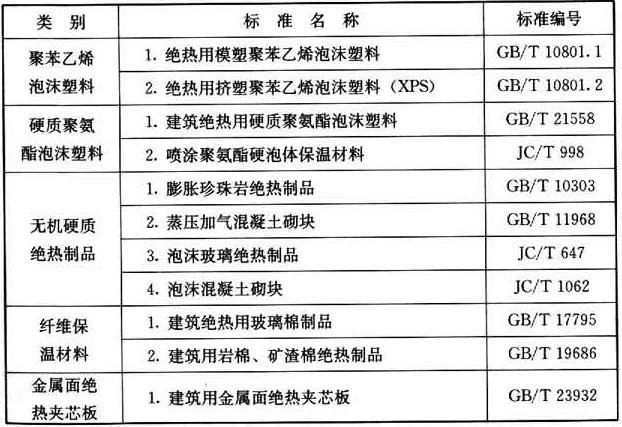 类 别 标 准 名 称 标准编号
聚苯乙烯
泡沫塑料
1. 绝热用模塑聚苯乙烯泡沫塑料 GB/T 10801.1
2. 绝热用挤塑聚苯乙烯泡沫塑料（XPS） GB/T 10801.2
硬质聚氨
酯泡沫塑料
1. 建筑绝热用硬质聚氨酯泡沫塑料 GB/T 21558
2. 喷涂聚氨酯硬泡体保温材料 JC/T 998
无机硬质
绝热制品
1. 膨胀珍珠岩绝热制品 GB/T 10303
2. 蒸压加气混凝土砌块 GB/T 11968
3. 泡沫玻璃绝热制品 JC/T 647
4. 泡沫混凝土砌块 JC/T 1062
纤维保
温材料
1. 建筑绝热用玻璃棉制品 GB/T 17795
2. 建筑用岩棉、矿渣棉绝热制品 GB/T 19686
金属面绝
热夹芯板
1. 建筑用金属面绝热夹芯板 GB/T 23932